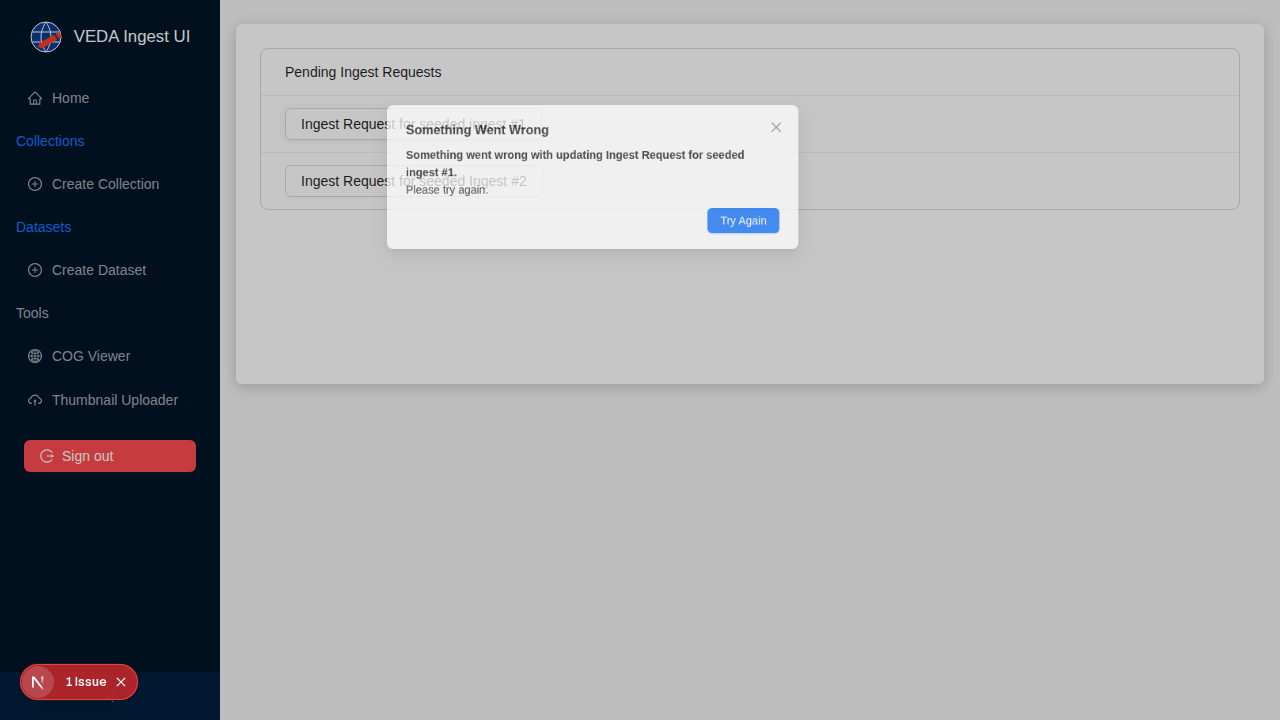 VEDA Ingest UI
Home
Collections
Create Collection
Datasets
Create Dataset
Tools
COG Viewer
Thumbnail Uploader
Sign out
1 Issue
Pending Ingest Requests
Ingest Request for seeded ingest #1
Ingest Request for seeded Ingest #2
Something Went Wrong
Something went wrong with updating Ingest Request for seeded
ingest #1.
Please try again.
Try Again